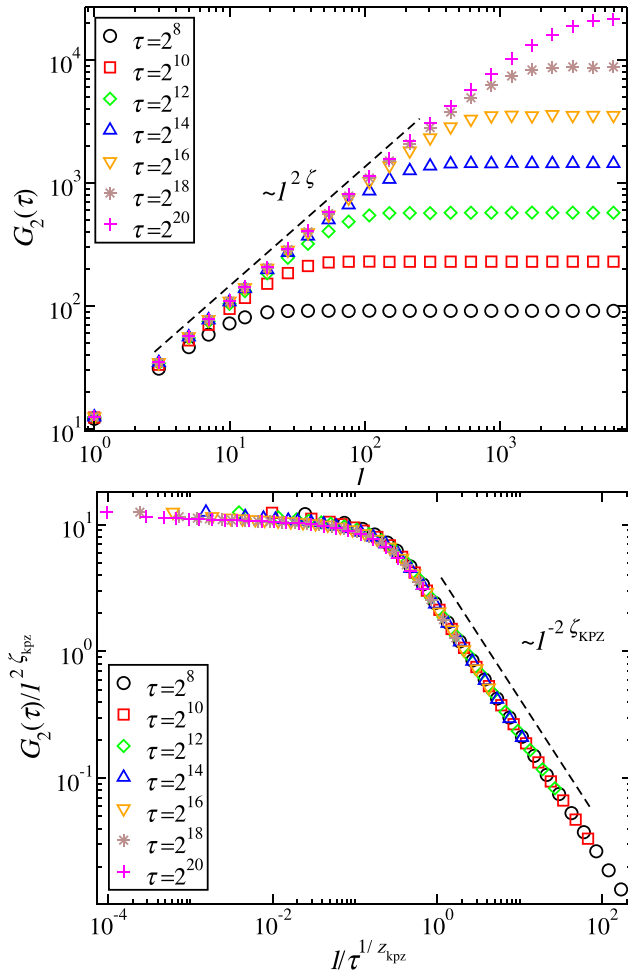 10^4
10^3
10^2
10^1
G_2(τ)
τ=2^8
τ=2^10
τ=2^12
τ=2^14
τ=2^16
τ=2^18
τ=2^20
~l^{2ζ}
10^0 10^1 10^2 10^3
l
10^1
10^0
10^-1
G_2(τ)/l^{2ζ_kpz}
~l^{-2ζ_KPZ}
τ=2^8
τ=2^10
τ=2^12
τ=2^14
τ=2^16
τ=2^18
τ=2^20
10^-4 10^-2 10^0 10^2
l/τ^{1/z_kpz}